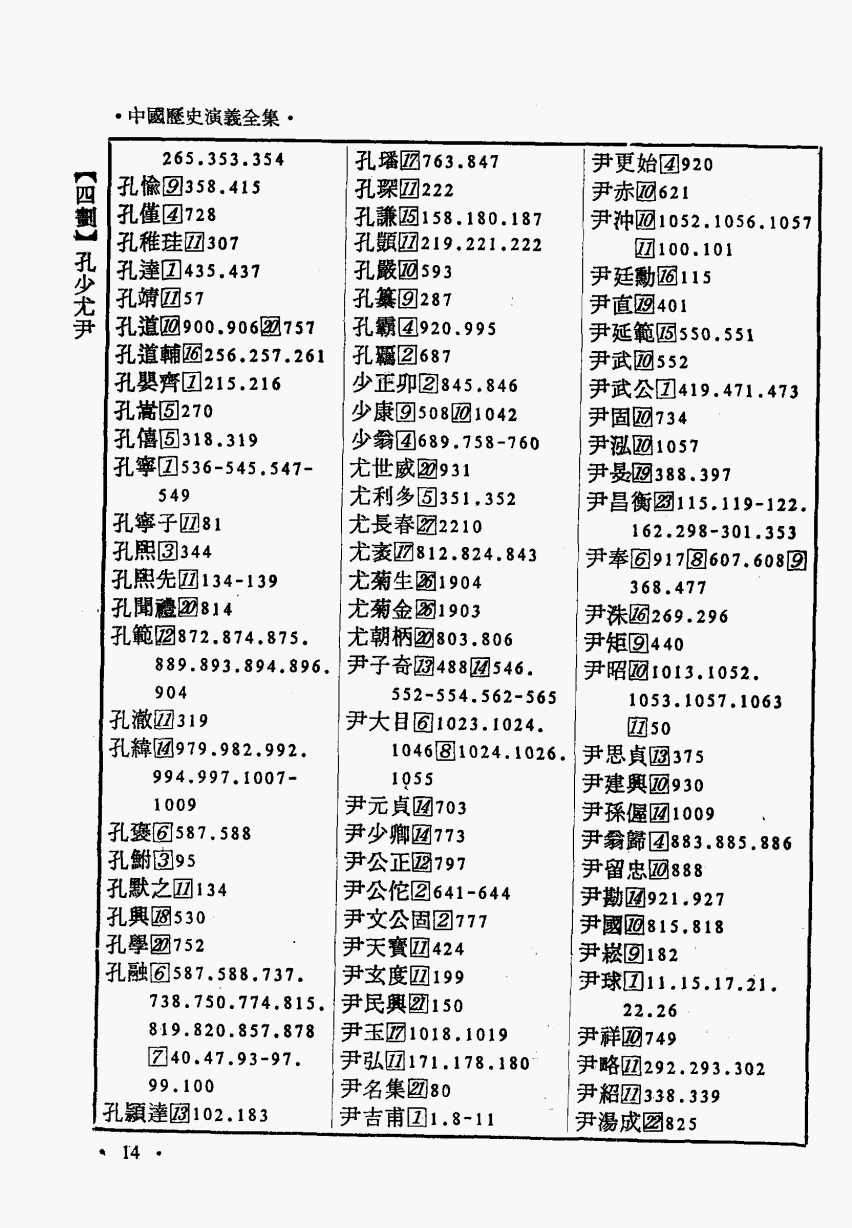 ·中國歷史演義全集·
【四劃】孔少尤尹
265.353.354
孔愉[9]358.415
孔僅[4]728
孔稚珪[11]307
孔達[1]435.437
孔靖[11]57
孔道[10]900.906[20]757
孔道輔[16]256.257.261
孔嬰齊[1]215.216
孔嵩[5]270
孔僖[5]318.319
孔寧[1]536-545.547-
549
孔寧子[11]81
孔熙[3]344
孔熙先[11]134-139
孔聞禮[20]814
孔範[12]872.874.875.
889.893.894.896.
904
孔澈[11]319
孔緯[14]979.982.992.
994.997.1007-
1009
孔褒[6]587.588
孔鮒[3]95
孔默之[11]134
孔興[18]530
孔學[20]752
孔融[6]587.588.737.
738.750.774.815.
819.820.857.878
[7]40.47.93-97.
99.100
孔穎達[13]102.183
孔璠[17]763.847
孔琛[11]222
孔謙[15]158.180.187
孔顗[11]219.221.222
孔嚴[10]593
孔纂[9]287
孔霸[4]920.995
孔羈[2]687
少正卯[2]845.846
少康[9]508[10]1042
少翁[4]689.758-760
尤世威[20]931
尤利多[5]351.352
尤長春[27]2210
尤袤[17]812.824.843
尤菊生[26]1904
尤菊金[26]1903
尤朝柄[20]803.806
尹子奇[13]488[14]546.
552-554.562-565
尹大目[6]1023.1024.
1046[8]1024.1026.
1055
尹元貞[14]703
尹少卿[14]773
尹公正[12]797
尹公佗[2]641-644
尹文公固[2]777
尹天寶[11]424
尹玄度[11]199
尹民興[21]150
尹玉[17]1018.1019
尹弘[11]171.178.180
尹名集[21]80
尹吉甫[1]1.8-11
尹更始[4]920
尹赤[10]621
尹沖[10]1052.1056.1057
[11]100.101
尹廷勳[16]115
尹直[19]401
尹延範[15]550.551
尹武[10]552
尹武公[1]419.471.473
尹固[10]734
尹泓[10]1057
尹旻[19]388.397
尹昌衡[23]115.119-122.
162.298-301.353
尹奉[6]917[8]607.608[9]
368.477
尹洙[16]269.296
尹矩[9]440
尹昭[10]1013.1052.
1053.1057.1063
[11]50
尹思貞[13]375
尹建興[10]930
尹孫偓[14]1009
尹翁歸[4]883.885.886
尹留忠[10]888
尹勘[14]921.927
尹國[10]815.818
尹崧[9]182
尹球[1]11.15.17.21.
22.26
尹祥[10]749
尹略[11]292.293.302
尹紹[11]338.339
尹湯成[22]825
·14·